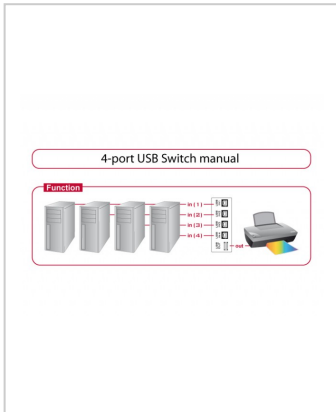 4-port USB Switch manual
Function
in (1)
in (2)
in (3)
in (4)
out